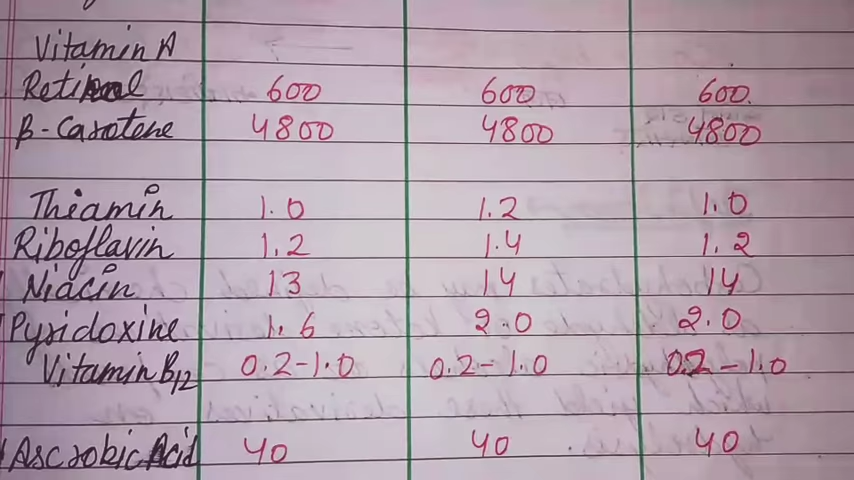 Vitamin A
Retinol 600 600 600.
β-Carotene 4800 4800 4800
Thiamin 1.0 1.2 1.0
Riboflavin 1.2 1.4 1.2
Niacin 13 14 14
Pyridoxine 1.6 2.0 2.0
Vitamin B12 0.2-1.0 0.2-1.0 0.2-1.0
Ascrobic Acid 40 40 40